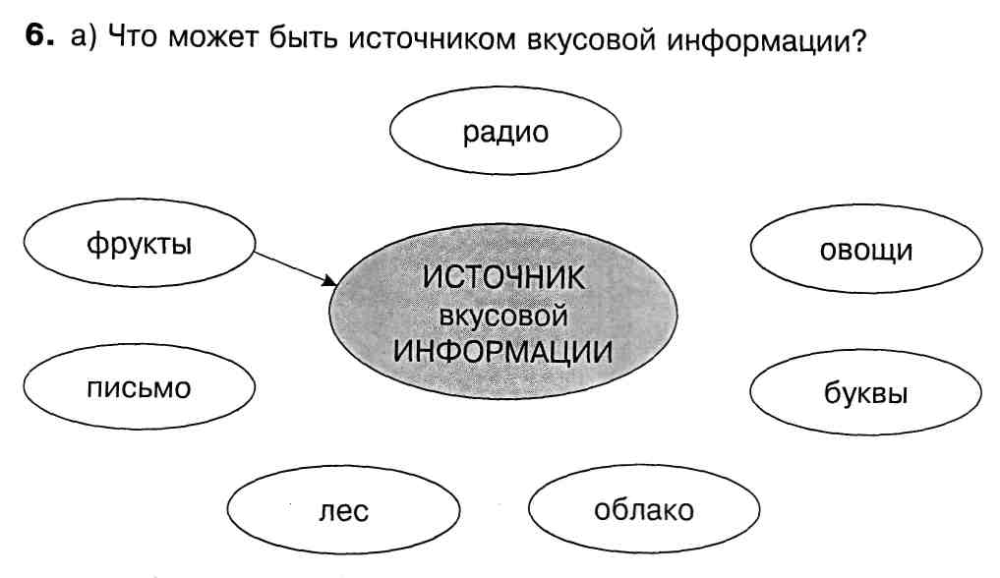 6. а) Что может быть источником вкусовой информации?
радио
фрукты
овощи
ИСТОЧНИК
вкусовой
ИНФОРМАЦИИ
письмо
буквы
лес
облако